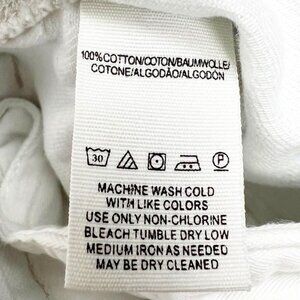 100% COTTON/COTON/BAUMWOLLE/
COTONE/ALGODÃO/ALGODÓN
30 P
MACHINE WASH COLD
WITH LIKE COLORS
USE ONLY NON-CHLORINE
BLEACH TUMBLE DRY LOW
MEDIUM IRON AS NEEDED
MAY BE DRY CLEANED